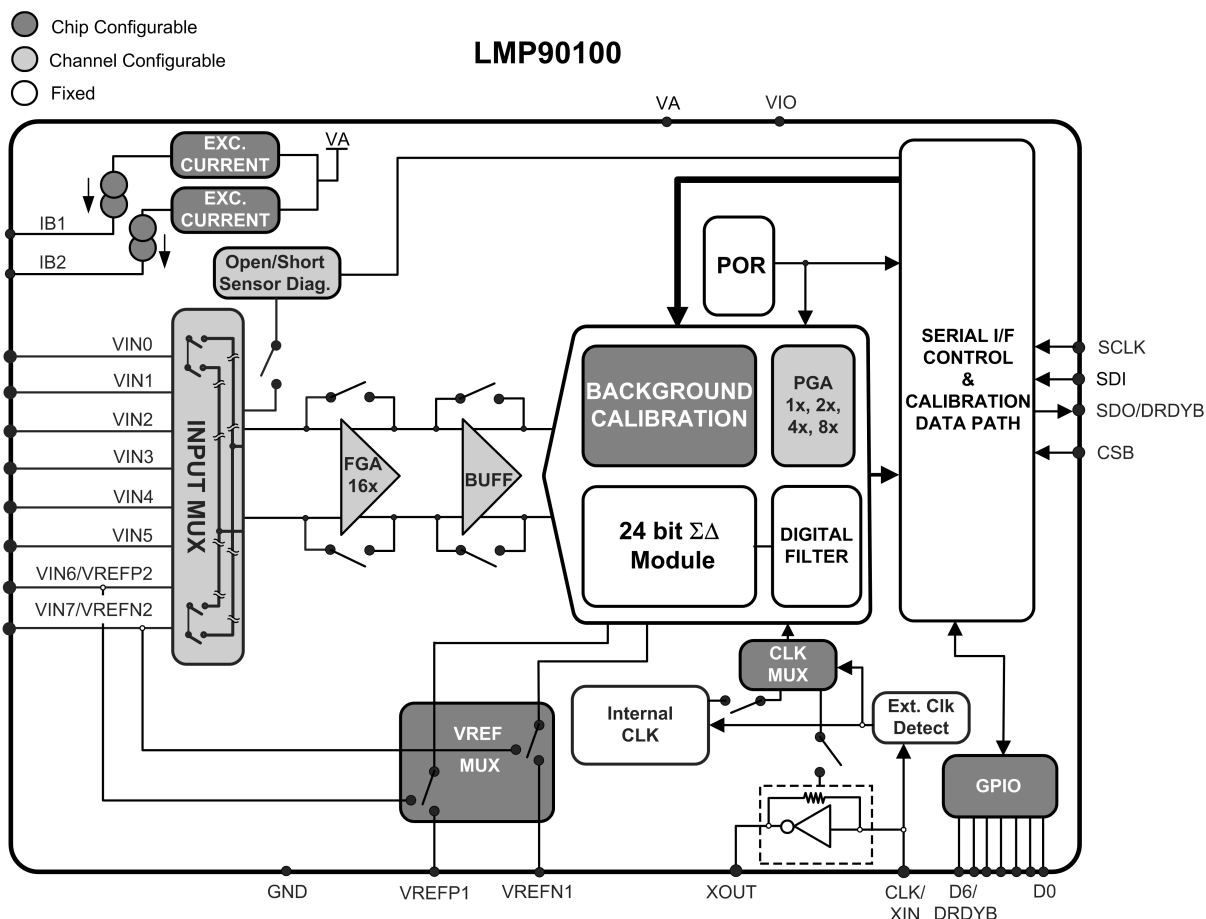 Chip Configurable
Channel Configurable
Fixed
LMP90100
VA
VIO
EXC.
CURRENT
VA
EXC.
CURRENT
IB1
IB2
Open/Short
Sensor Diag.
POR
VIN0
VIN1
VIN2
VIN3
VIN4
VIN5
VIN6/VREFP2
VIN7/VREFN2
INPUT MUX
FGA
16x
BUFF
BACKGROUND
CALIBRATION
PGA
1x, 2x,
4x, 8x
24 bit ΣΔ
Module
DIGITAL
FILTER
SERIAL I/F
CONTROL
&
CALIBRATION
DATA PATH
SCLK
SDI
SDO/DRDYB
CSB
CLK
MUX
Internal
CLK
Ext. Clk
Detect
VREF
MUX
GPIO
GND
VREFP1
VREFN1
XOUT
CLK/
XIN
D6/
DRDYB
D0